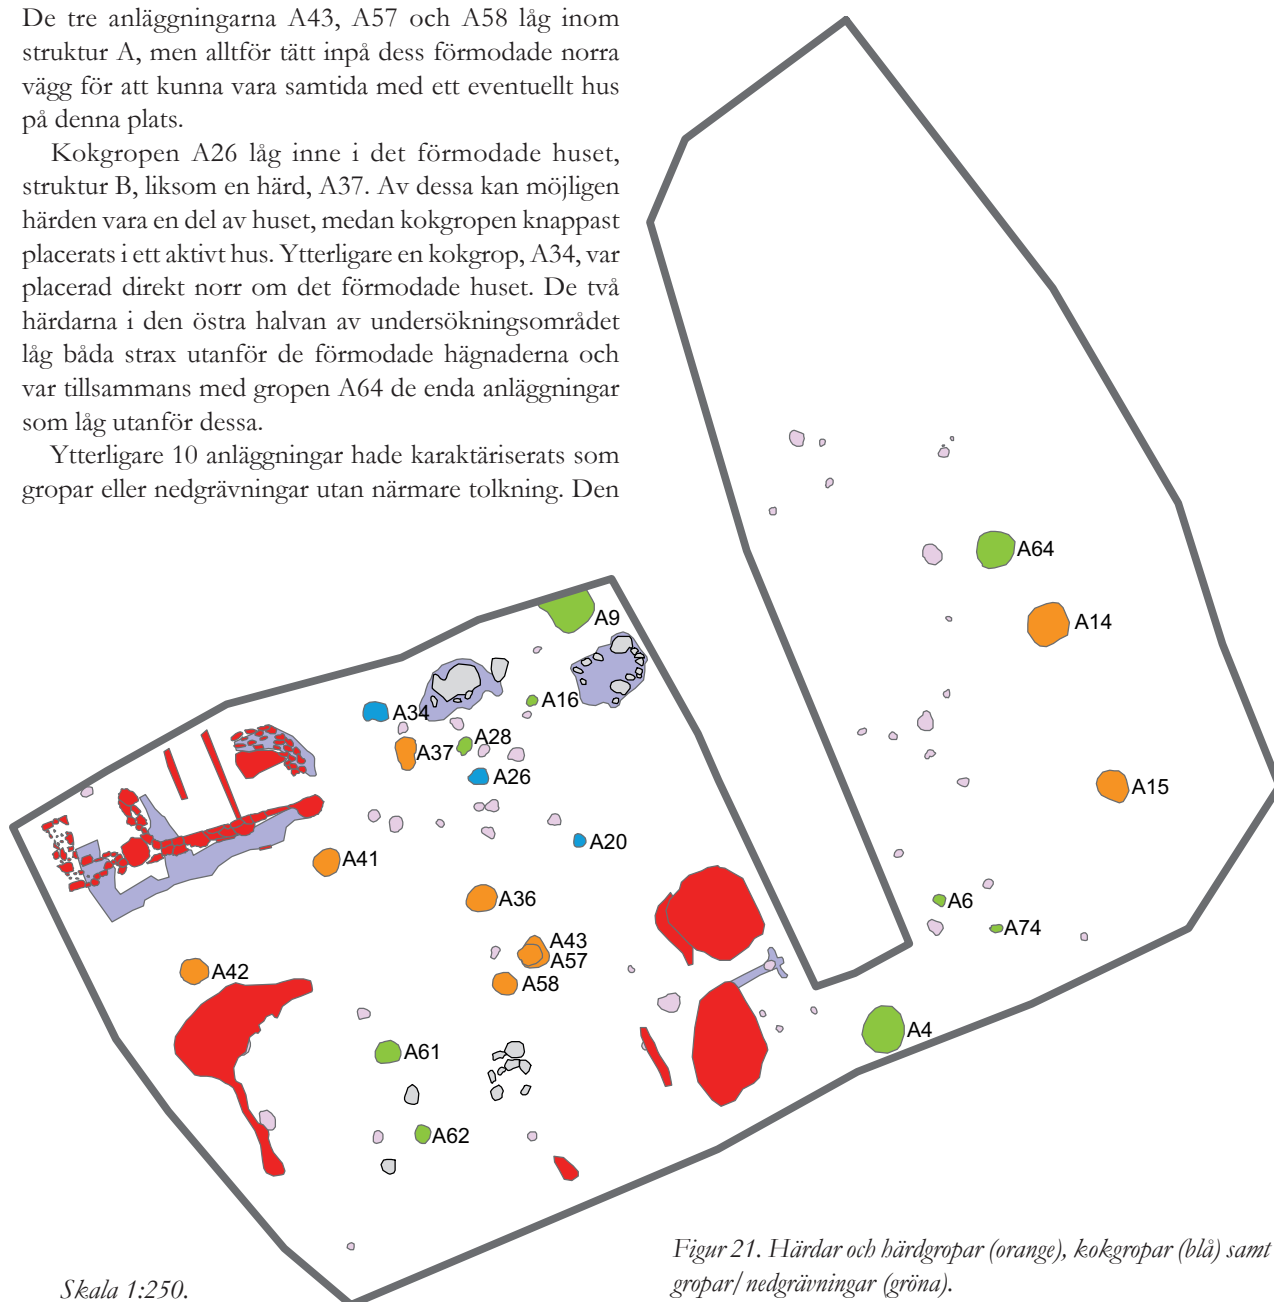 De tre anläggningarna A43, A57 och A58 låg inom
struktur A, men alltför tätt inpå dess förmodade norra
vägg för att kunna vara samtida med ett eventuellt hus
på denna plats.
Kokgropen A26 låg inne i det förmodade huset,
struktur B, liksom en härd, A37. Av dessa kan möjligen
härden vara en del av huset, medan kokgropen knappast
placerats i ett aktivt hus. Ytterligare en kokgrop, A34, var
placerad direkt norr om det förmodade huset. De två
härdarna i den östra halvan av undersökningsområdet
låg båda strax utanför de förmodade hägnaderna och
var tillsammans med gropen A64 de enda anläggningar
som låg utanför dessa.
Ytterligare 10 anläggningar hade karaktäriserats som
gropar eller nedgrävningar utan närmare tolkning. Den
A64
A9
A14
A16
A34
A28
A37
A26
A15
A20
A41
A36
A6
A74
A43
A57
A42
A58
A4
A61
A62
Figur 21. Härdar och härdgropar (orange), kokgropar (blå) samt
gropar/nedgrävningar (gröna).
Skala 1:250.